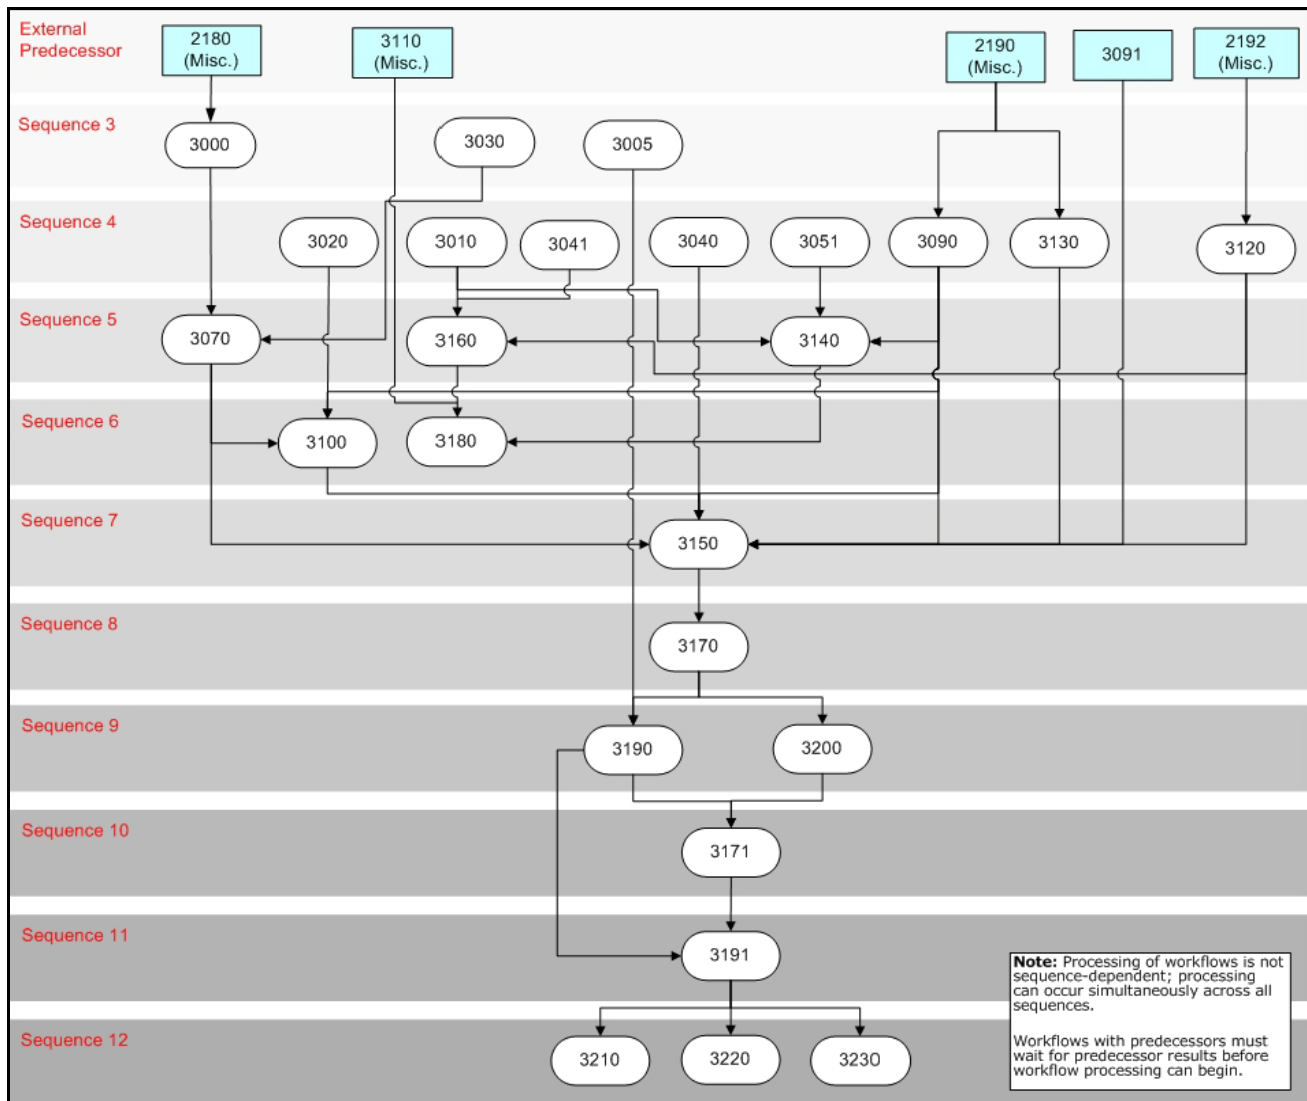 External
Predecessor
2180
(Misc.)
3110
(Misc.)
2190
(Misc.)
3091
2192
(Misc.)
Sequence 3
3000
3030
3005
Sequence 4
3020
3010
3041
3040
3051
3090
3130
3120
Sequence 5
3070
3160
3140
Sequence 6
3100
3180
Sequence 7
3150
Sequence 8
3170
Sequence 9
3190
3200
Sequence 10
3171
Sequence 11
3191
Note: Processing of workflows is not
sequence-dependent; processing
can occur simultaneously across all
sequences.
Workflows with predecessors must
wait for predecessor results before
workflow processing can begin.
Sequence 12
3210
3220
3230